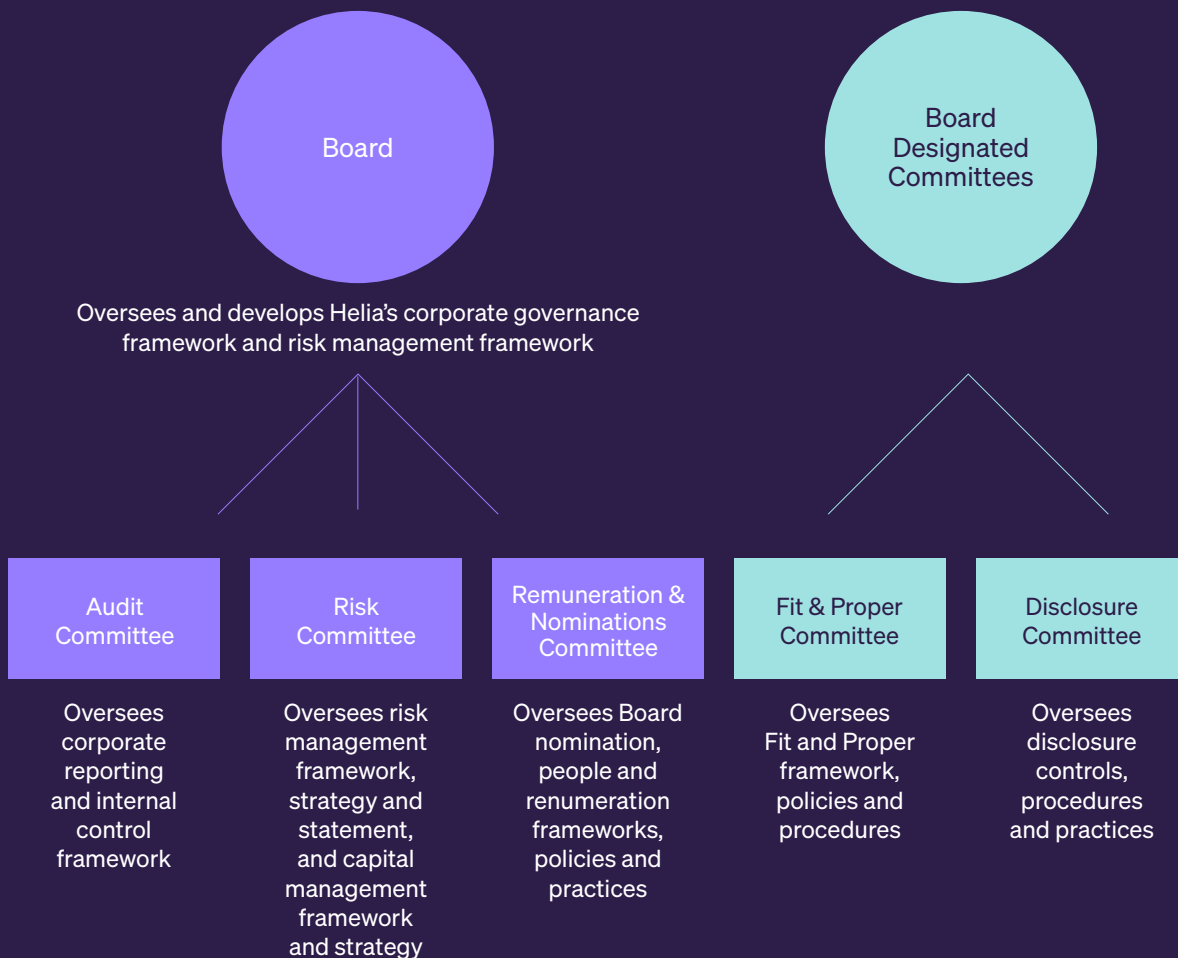 Board
Board
Designated
Committees
Oversees and develops Helia’s corporate governance
framework and risk management framework
Audit
Committee
Oversees
corporate
reporting
and internal
control
framework
Risk
Committee
Oversees risk
management
framework,
strategy and
statement,
and capital
management
framework
and strategy
Remuneration &
Nominations
Committee
Oversees Board
nomination,
people and
renumeration
frameworks,
policies and
practices
Fit & Proper
Committee
Oversees
Fit and Proper
framework,
policies and
procedures
Disclosure
Committee
Oversees
disclosure
controls,
procedures
and practices